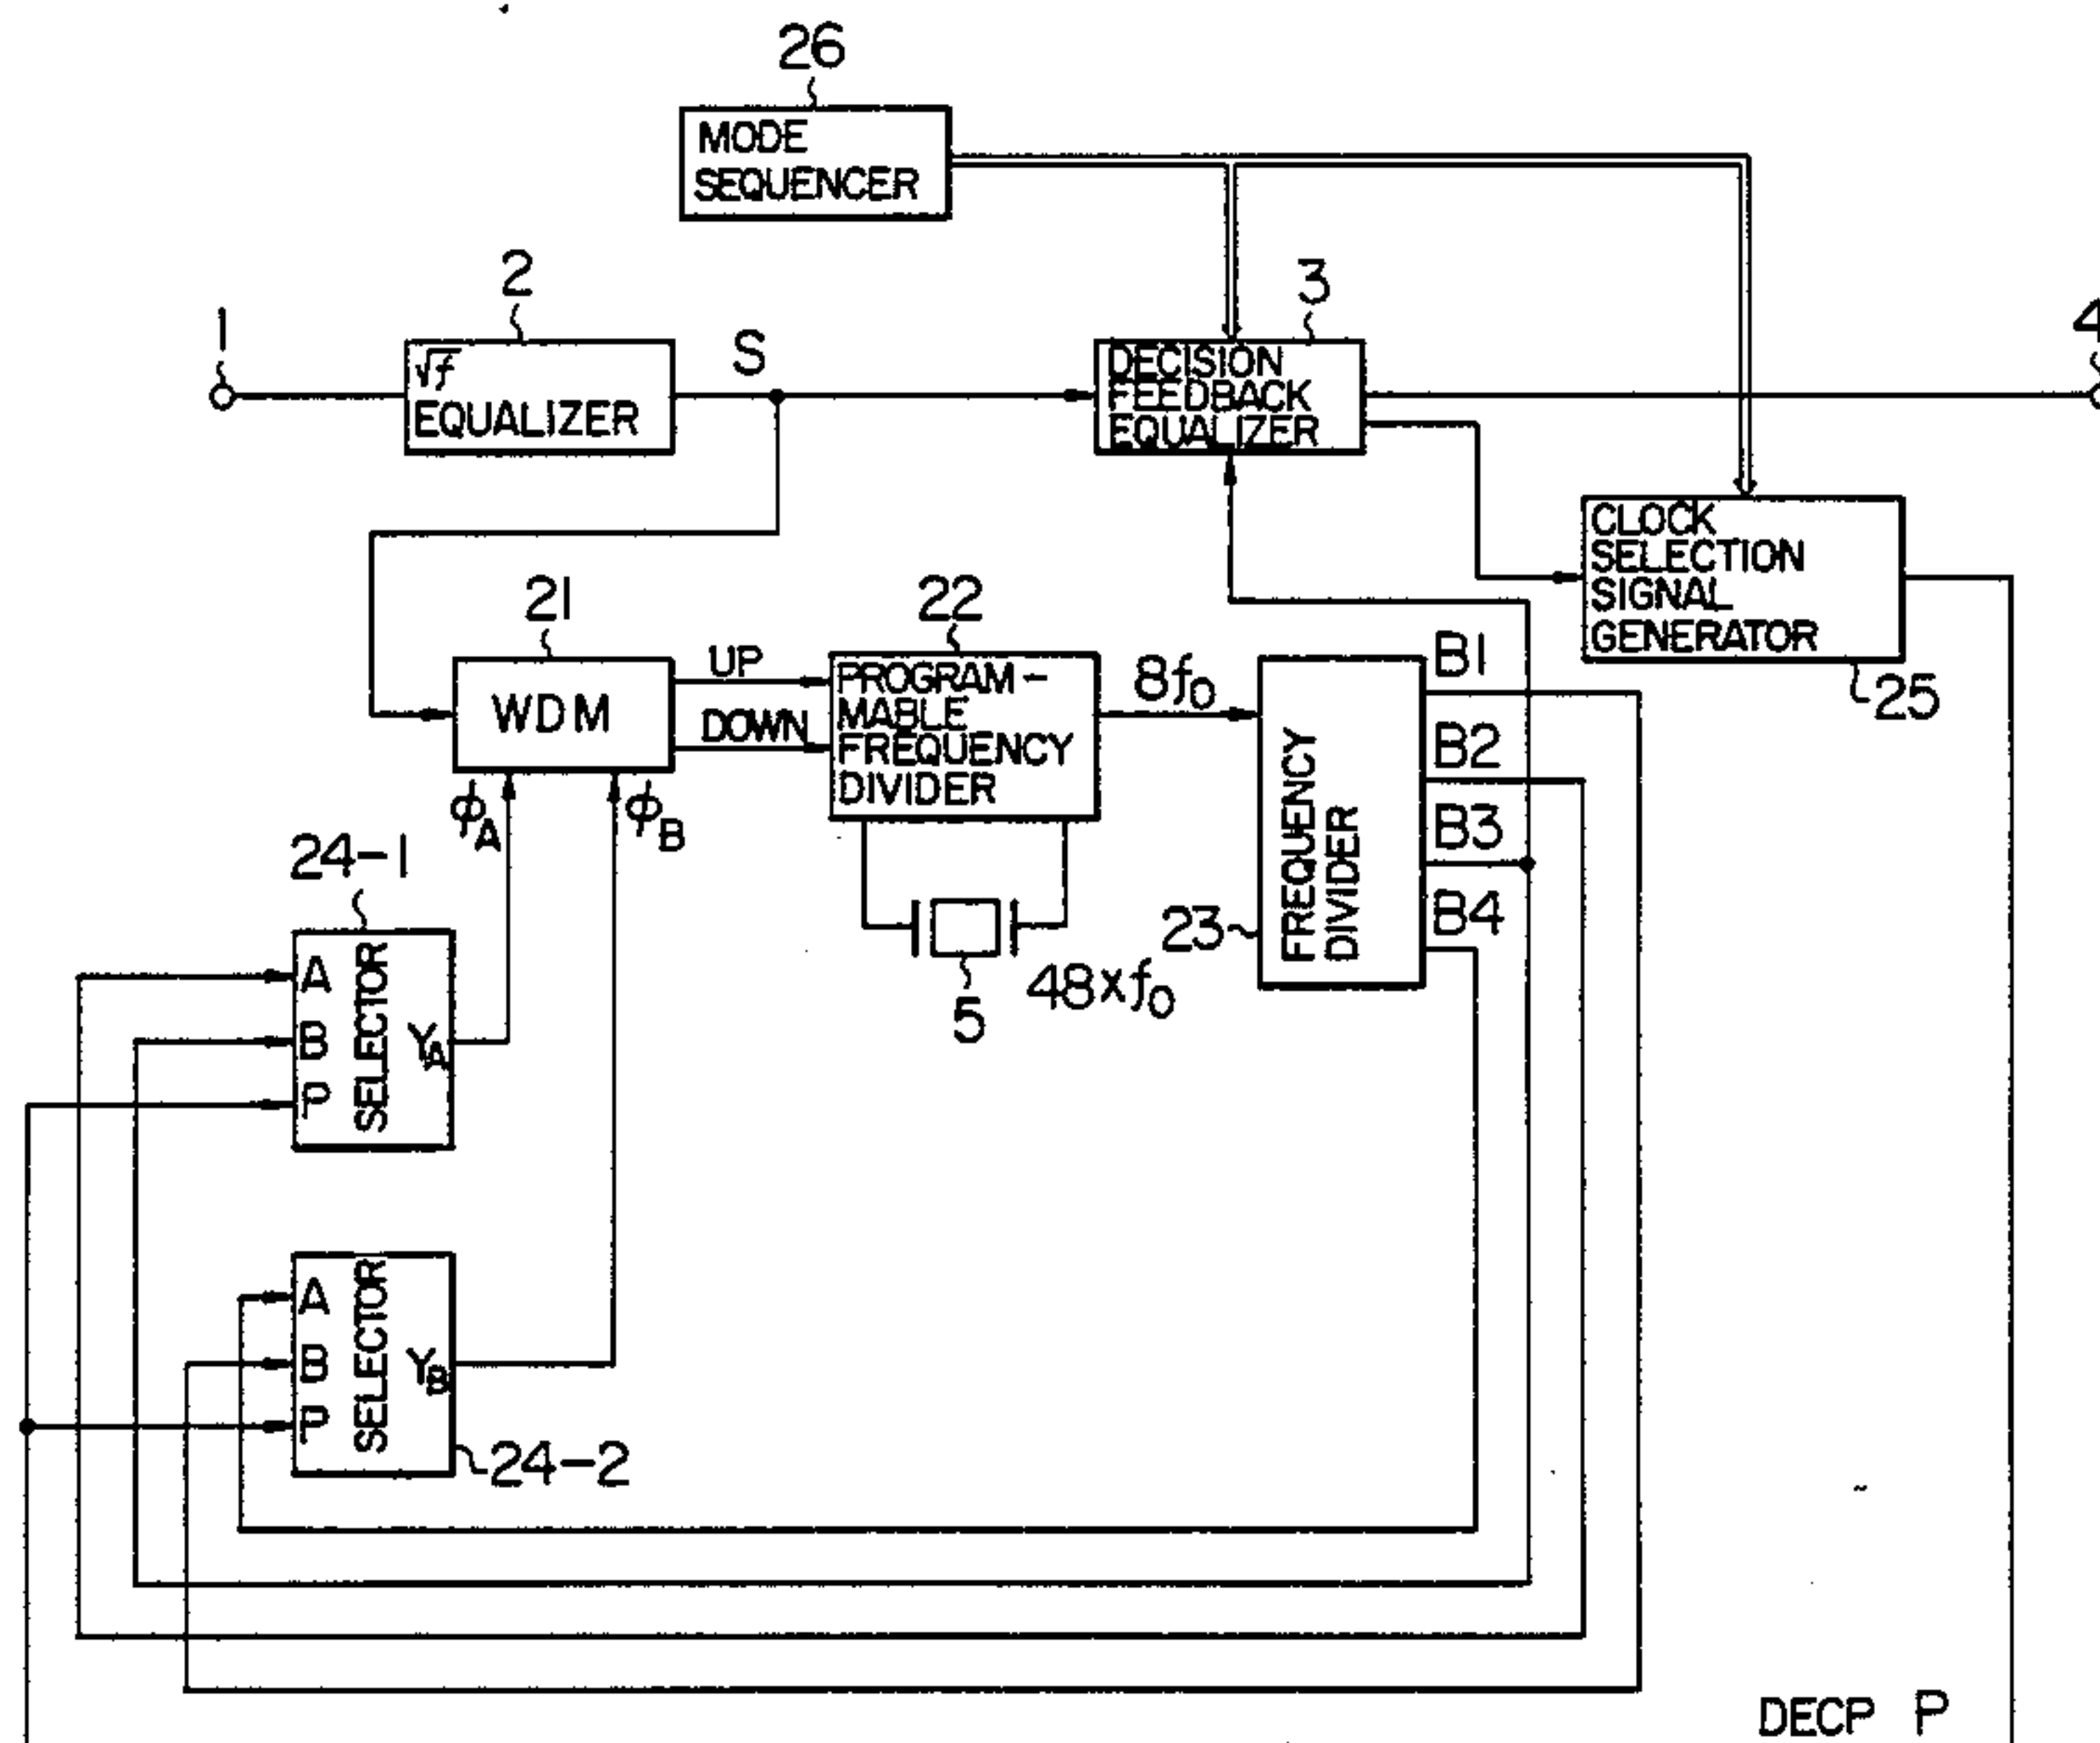 26
MODE
SEQUENCER
1
2
√f
EQUALIZER
S
3
DECISION
FEEDBACK
EQUALIZER
4
CLOCK
SELECTION
SIGNAL
GENERATOR
25
21
WDM
UP
DOWN
22
PROGRAM-
MABLE
FREQUENCY
DIVIDER
8f0
FREQUENCY
DIVIDER
23
B1
B2
B3
B4
ϕA
ϕB
5
48×f0
24-1
A
B
P
SELECTOR
YA
A
B
P
SELECTOR
YB
24-2
DECP P